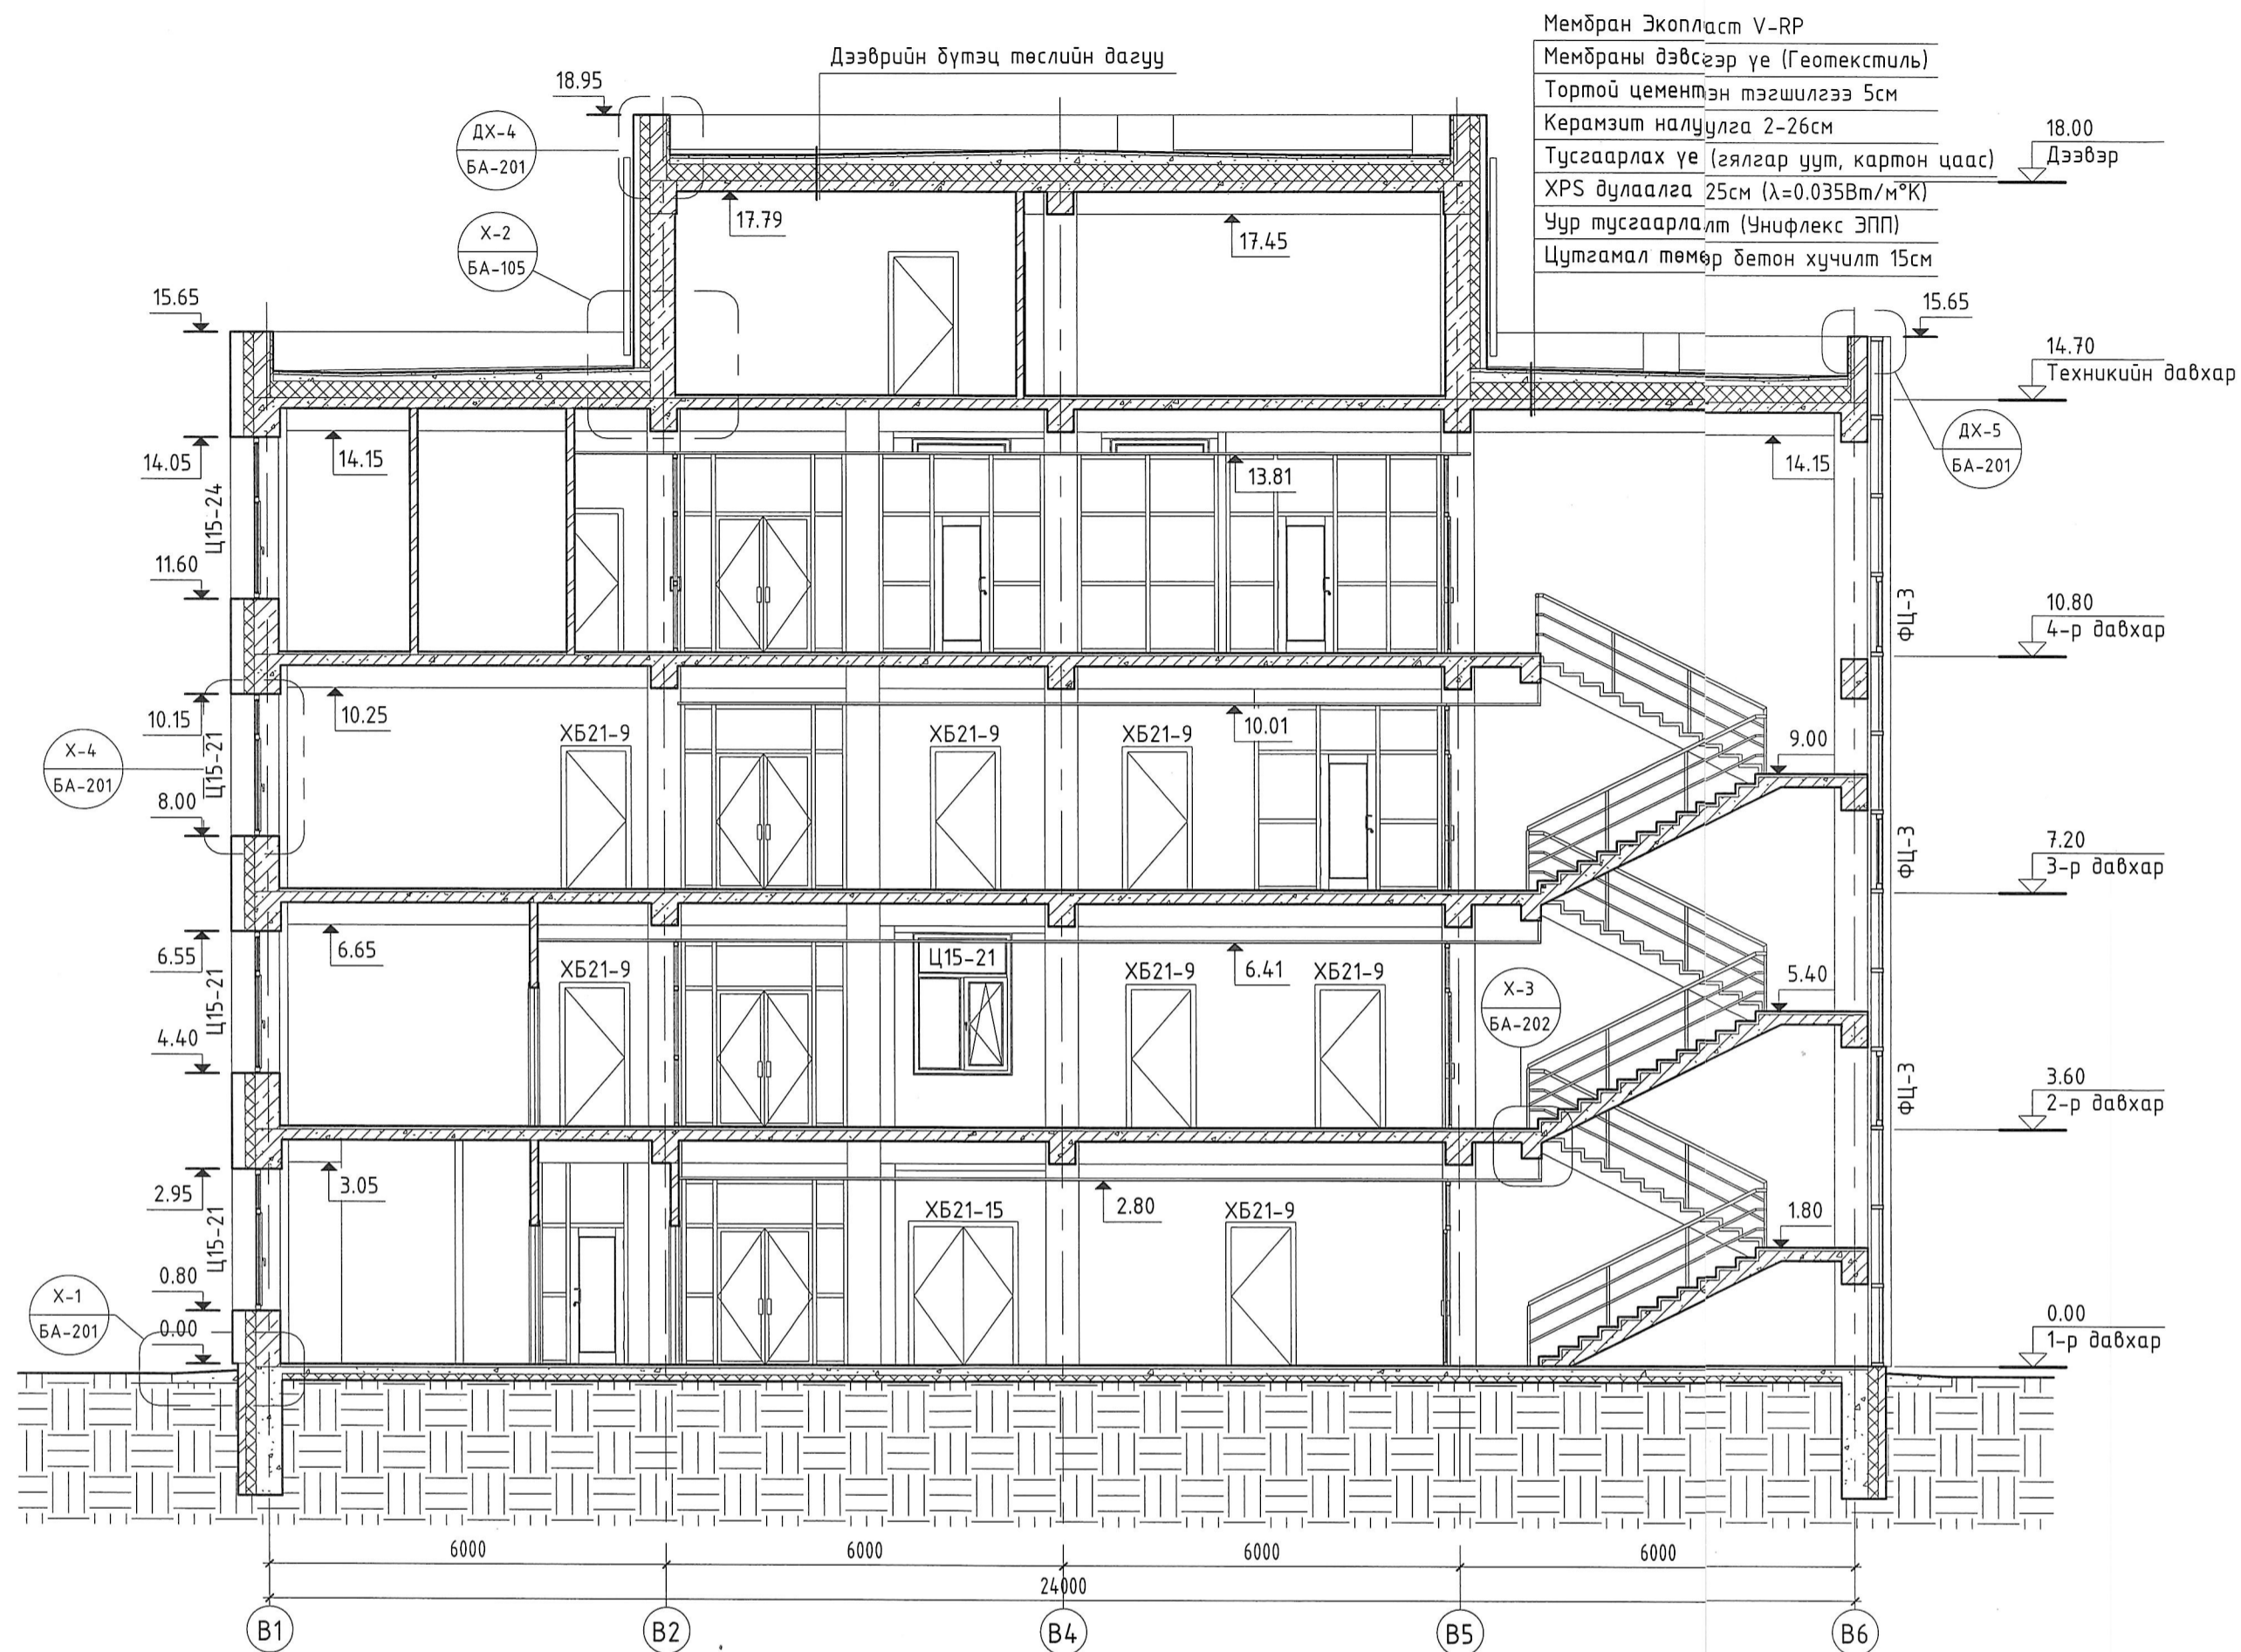 Мембран Экопласт V-RP
Дээврийн бүтэц төслийн дагуу
Мембраны дэвсгэр үе (Геотекстиль)
18.95
Тортой цементэн тэгшилгээ 5см
ДХ-4
БА-201
Керамзит налуулга 2-26см
18.00
Дээвэр
Тусгаарлах үе (гялгар уут, картон цаас)
XPS дулаалга 25см (λ=0.035Вт/м°К)
17.79
17.45
Уур тусгаарлалт (Унифлекс ЭПП)
Х-2
БА-105
Цутгамал төмөр бетон хучилт 15см
15.65
15.65
14.70
Техникийн давхар
14.05
14.15
13.81
14.15
ДХ-5
БА-201
Ц15-24
11.60
ФЦ-3
10.80
4-р давхар
10.15
10.25
10.01
Х-4
БА-201
Ц15-21
ХБ21-9
ХБ21-9
ХБ21-9
9.00
8.00
ФЦ-3
7.20
3-р давхар
6.55
6.65
6.41
Ц15-21
Ц15-21
ХБ21-9
ХБ21-9
ХБ21-9
5.40
Х-3
БА-202
4.40
ФЦ-3
3.60
2-р давхар
2.95
3.05
2.80
Ц15-21
ХБ21-15
ХБ21-9
1.80
0.80
Х-1
БА-201
0.00
0.00
1-р давхар
6000
6000
6000
6000
24000
В1
В2
В4
В5
В6